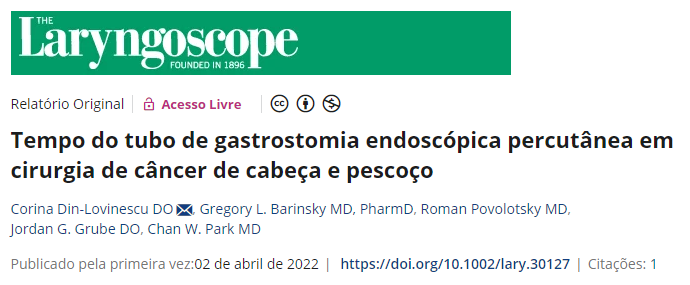 THE
Laryngoscope
FOUNDED IN 1896
Relatório Original | Acesso Livre | cc
Tempo do tubo de gastrostomia endoscópica percutânea em
cirurgia de câncer de cabeça e pescoço
Corina Din-Lovinescu DO, Gregory L. Barinsky MD, PharmD, Roman Povolotsky MD,
Jordan G. Grube DO, Chan W. Park MD
Publicado pela primeira vez:02 de abril de 2022 | https://doi.org/10.1002/lary.30127 | Citações: 1